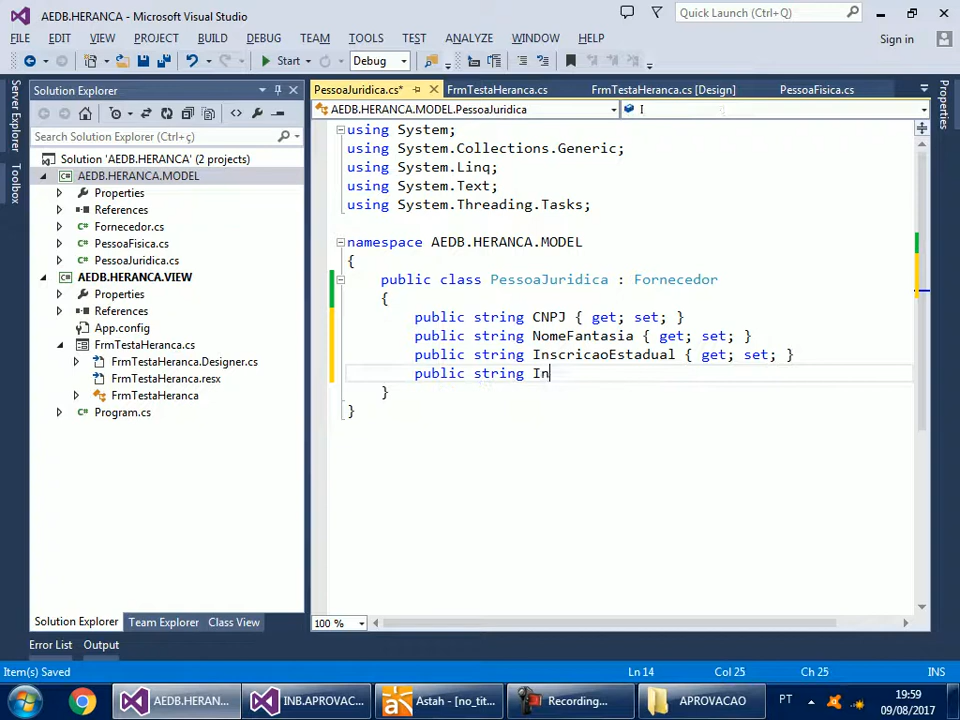 AEDB.HERANCA - Microsoft Visual Studio
Quick Launch (Ctrl+Q)
FILE EDIT VIEW PROJECT BUILD DEBUG TEAM TOOLS TEST ANALYZE WINDOW HELP
Sign in
Start
Debug
Server Explorer
Toolbox
Solution Explorer
Search Solution Explorer (Ctrl+ç)
Solution 'AEDB.HERANCA' (2 projects)
AEDB.HERANCA.MODEL
Properties
References
Fornecedor.cs
PessoaFisica.cs
PessoaJuridica.cs
AEDB.HERANCA.VIEW
Properties
References
App.config
FrmTestaHeranca.cs
FrmTestaHeranca.Designer.cs
FrmTestaHeranca.resx
FrmTestaHeranca
Program.cs
Solution Explorer Team Explorer Class View
PessoaJuridica.cs* FrmTestaHeranca.cs FrmTestaHeranca.cs [Design] PessoaFisica.cs
AEDB.HERANCA.MODEL.PessoaJuridica I
using System;
using System.Collections.Generic;
using System.Linq;
using System.Text;
using System.Threading.Tasks;
namespace AEDB.HERANCA.MODEL
{
public class PessoaJuridica : Fornecedor
{
public string CNPJ { get; set; }
public string NomeFantasia { get; set; }
public string InscricaoEstadual { get; set; }
public string In
}
}
100 %
Properties
Error List Output
Item(s) Saved Ln 14 Col 25 Ch 25 INS
AEDB.HERAN... INB.APROVAC... Astah - [no_tit... Recording... APROVACAO PT 19:59
09/08/2017